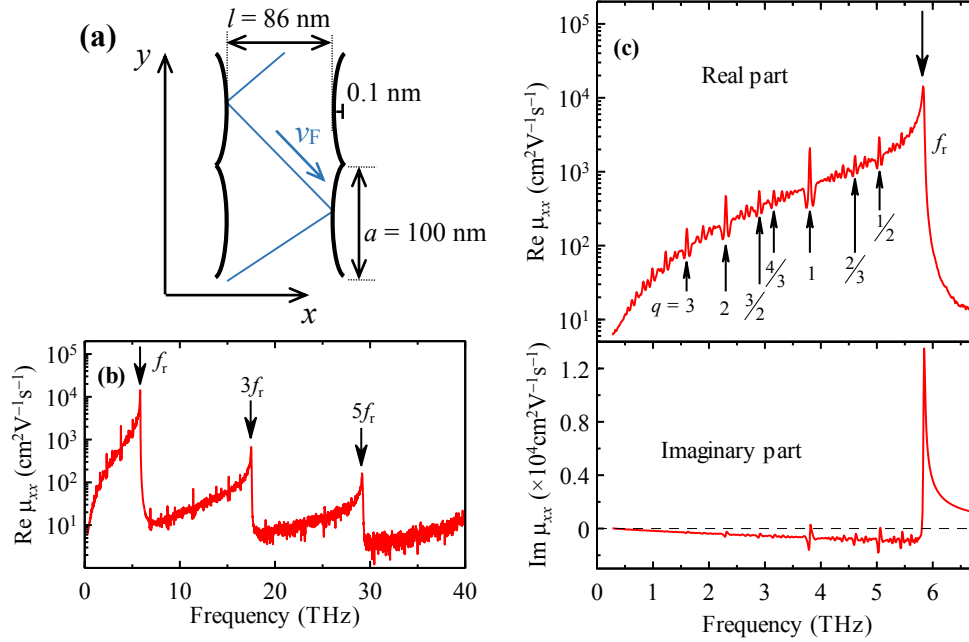 (a)
l = 86 nm
y
0.1 nm
vF
a = 100 nm
x
(b)
Re μxx (cm²V⁻¹s⁻¹)
10⁵
10⁴
10³
10²
10¹
fr
3fr
5fr
0 10 20 30 40
Frequency (THz)
(c)
Real part
Re μxx (cm²V⁻¹s⁻¹)
10⁵
10⁴
10³
10²
10¹
fr
q = 3
2
3/2
4/3
1
2/3
1/2
Imaginary part
Im μxx (×10⁴cm²V⁻¹s⁻¹)
1.2
0.8
0.4
0
0 1 2 3 4 5 6
Frequency (THz)